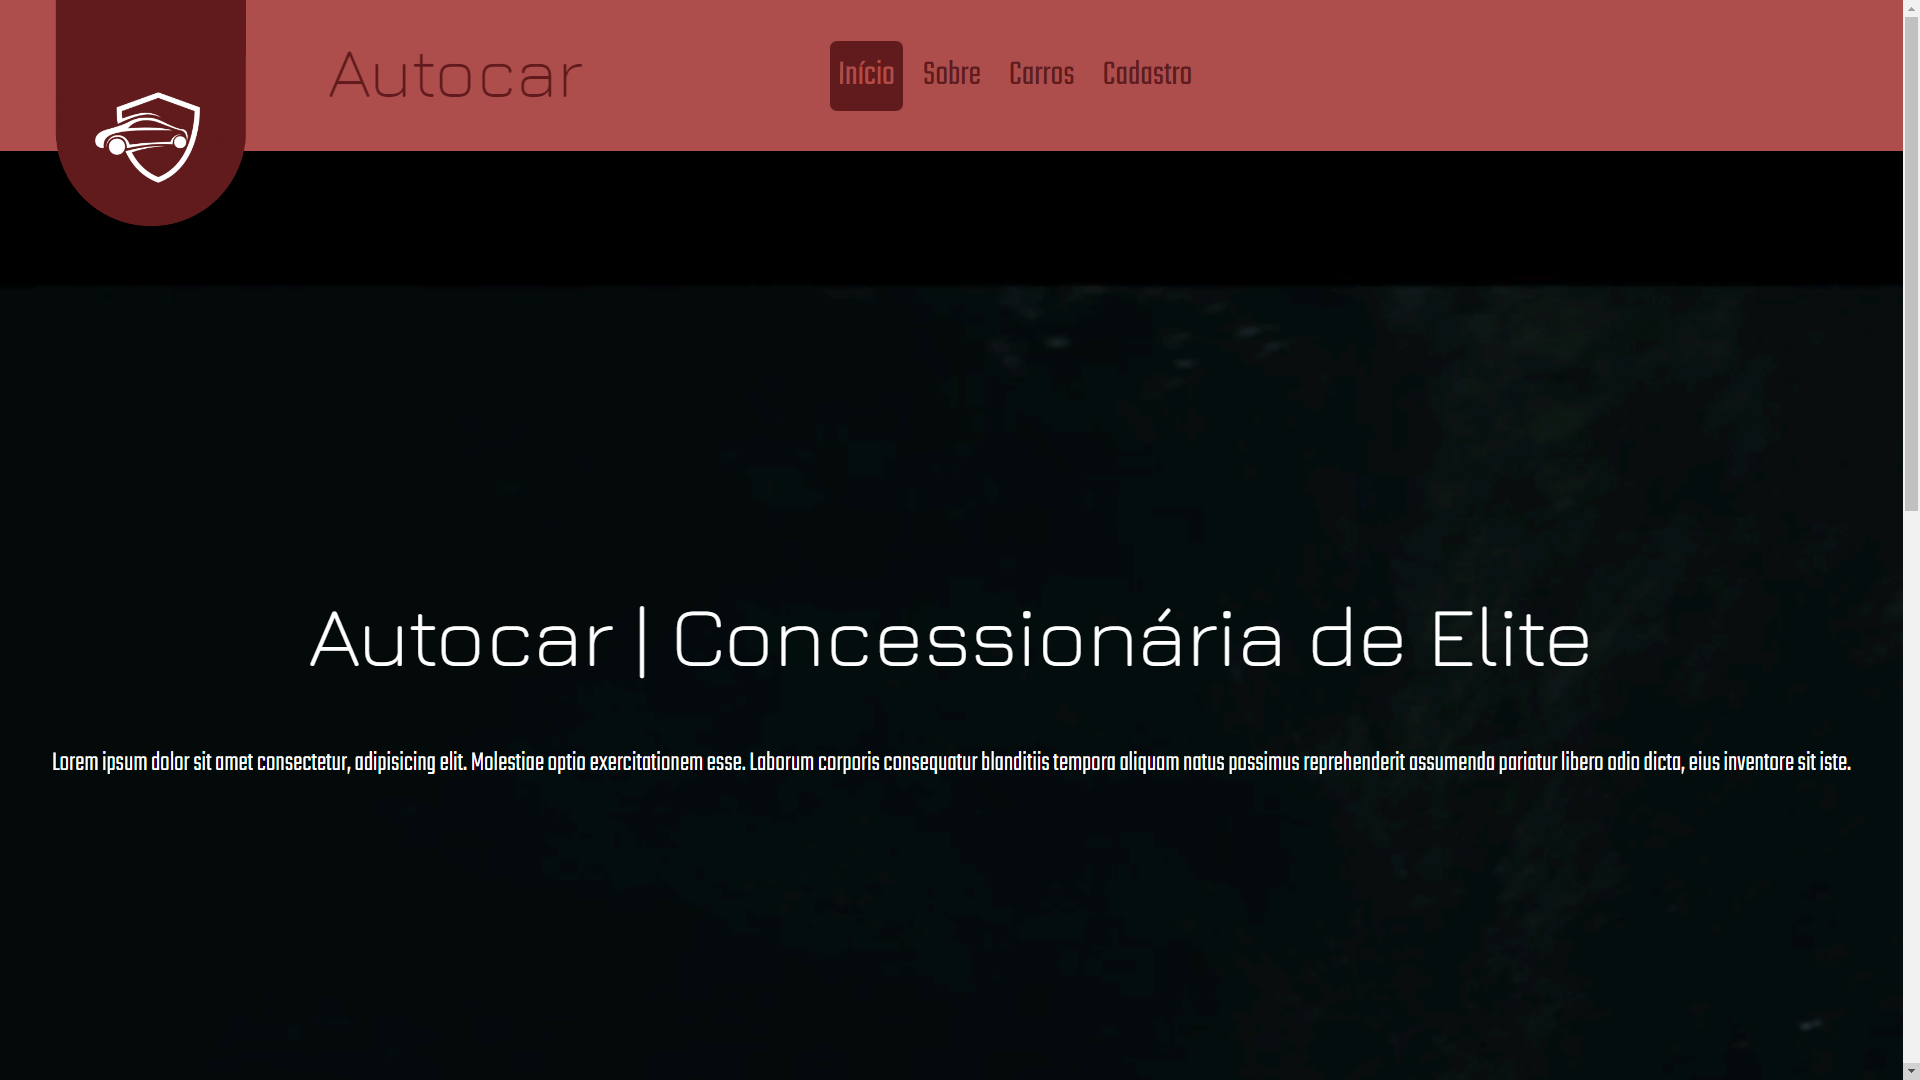 Autocar
Início Sobre Carros Cadastro
Autocar | Concessionária de Elite
Lorem ipsum dolor sit amet consectetur, adipisicing elit. Molestiae optio exercitationem esse. Laborum corporis consequatur blanditiis tempora aliquam natus possimus reprehenderit assumenda pariatur libero odio dicta, eius inventore sit iste.